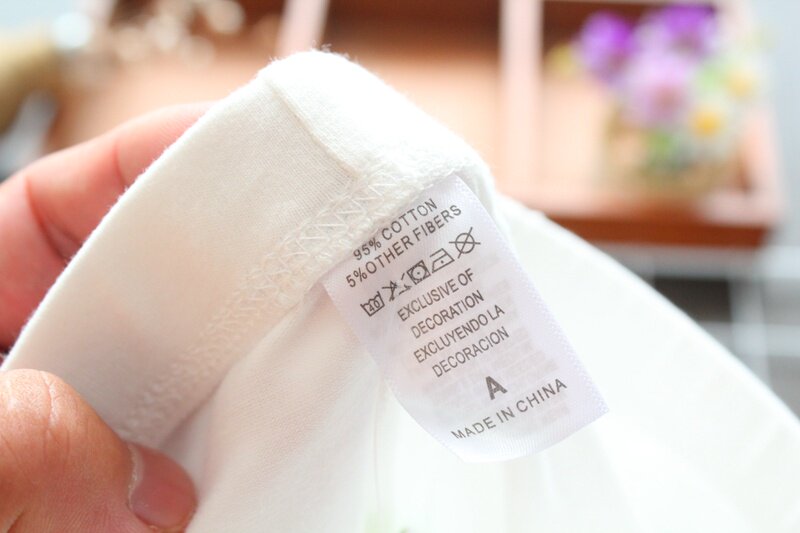 95% COTTON
5%OTHER FIBERS
EXCLUSIVE OF
DECORATION
EXCLUYENDO LA
DECORACION
A
MADE IN CHINA